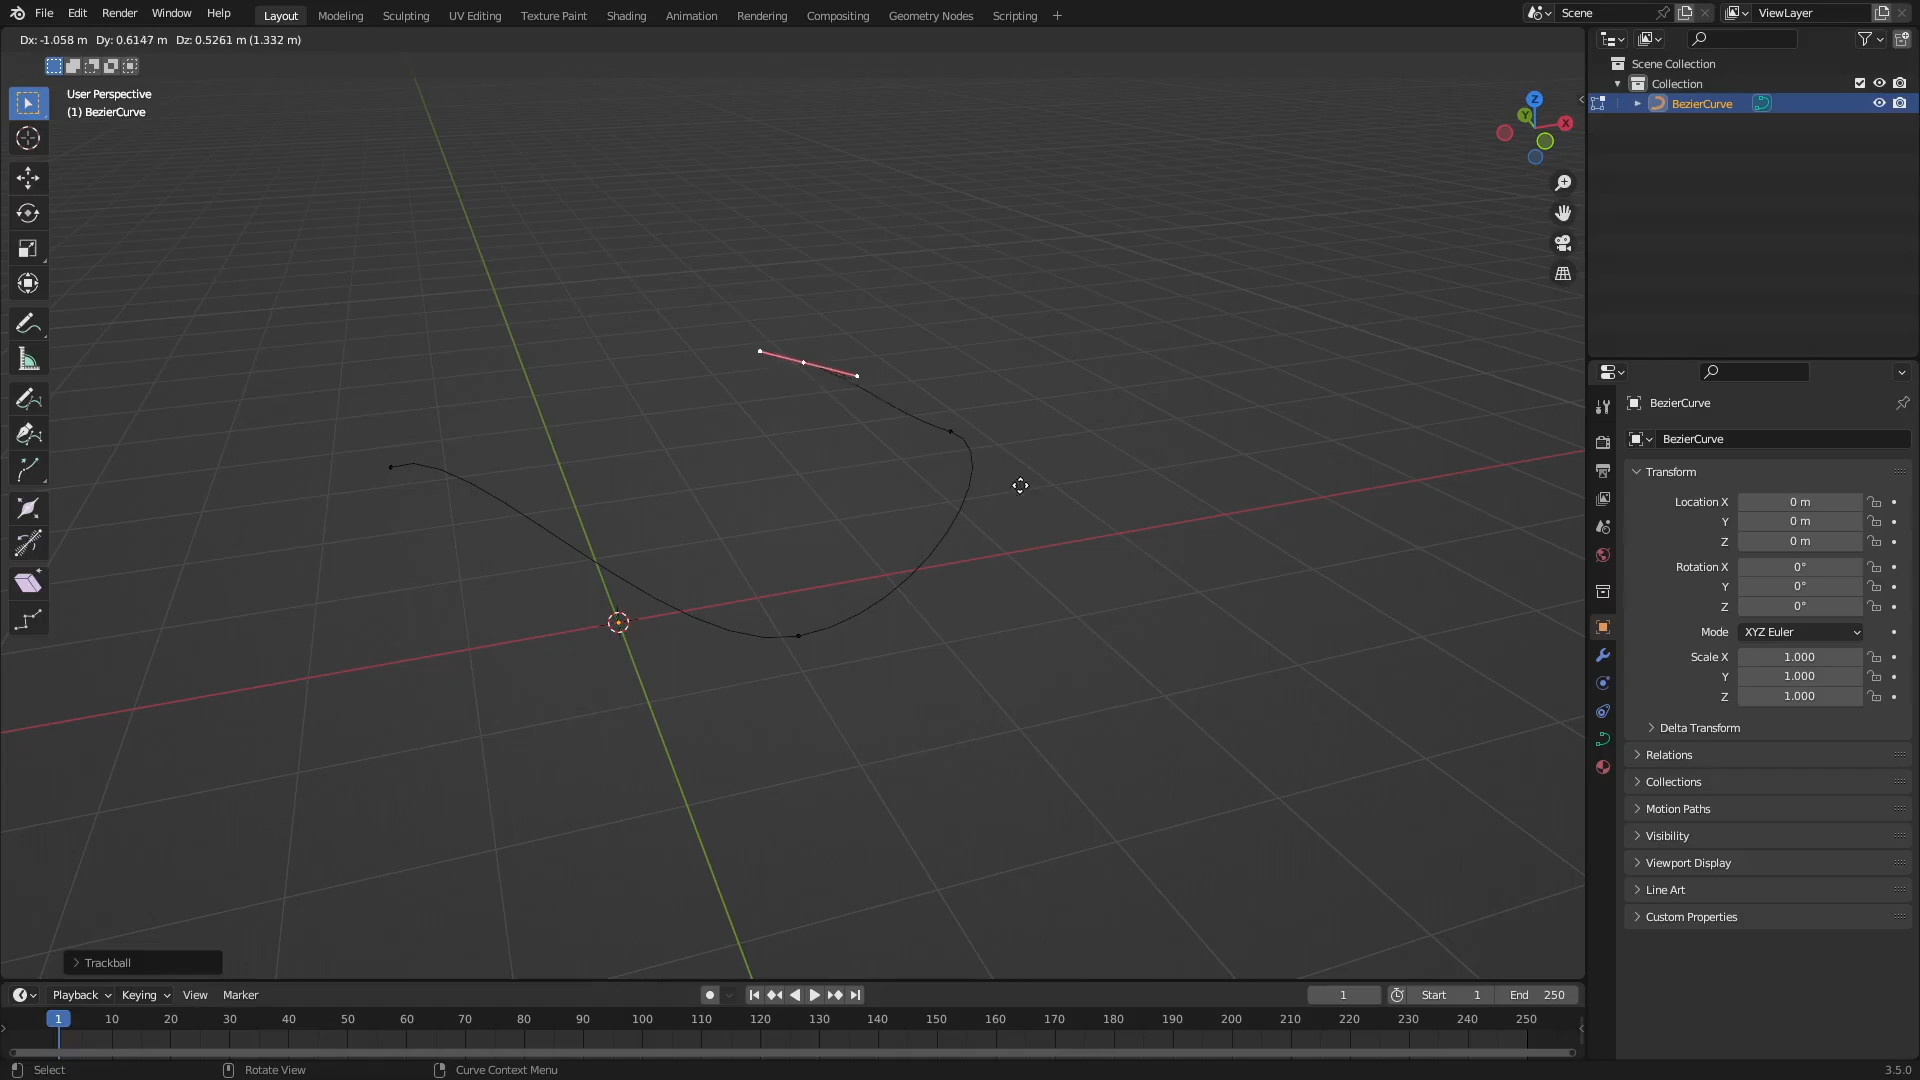 File Edit Render Window Help Layout Modeling Sculpting UV Editing Texture Paint Shading Animation Rendering Compositing Geometry Nodes Scripting + Scene ViewLayer
Dx: -1.058 m Dy: 0.6147 m Dz: 0.5261 m (1.332 m)
User Perspective
(1) BezierCurve
Z
Y
X
Scene Collection
Collection
BezierCurve
BezierCurve
BezierCurve
Transform
Location X 0 m
Y 0 m
Z 0 m
Rotation X 0°
Y 0°
Z 0°
Mode XYZ Euler
Scale X 1.000
Y 1.000
Z 1.000
Delta Transform
Relations
Collections
Motion Paths
Visibility
Viewport Display
Line Art
Custom Properties
Trackball
Playback Keying View Marker 1 Start 1 End 250
1 10 20 30 40 50 60 70 80 90 100 110 120 130 140 150 160 170 180 190 200 210 220 230 240 250
Select Rotate View Curve Context Menu 3.5.0